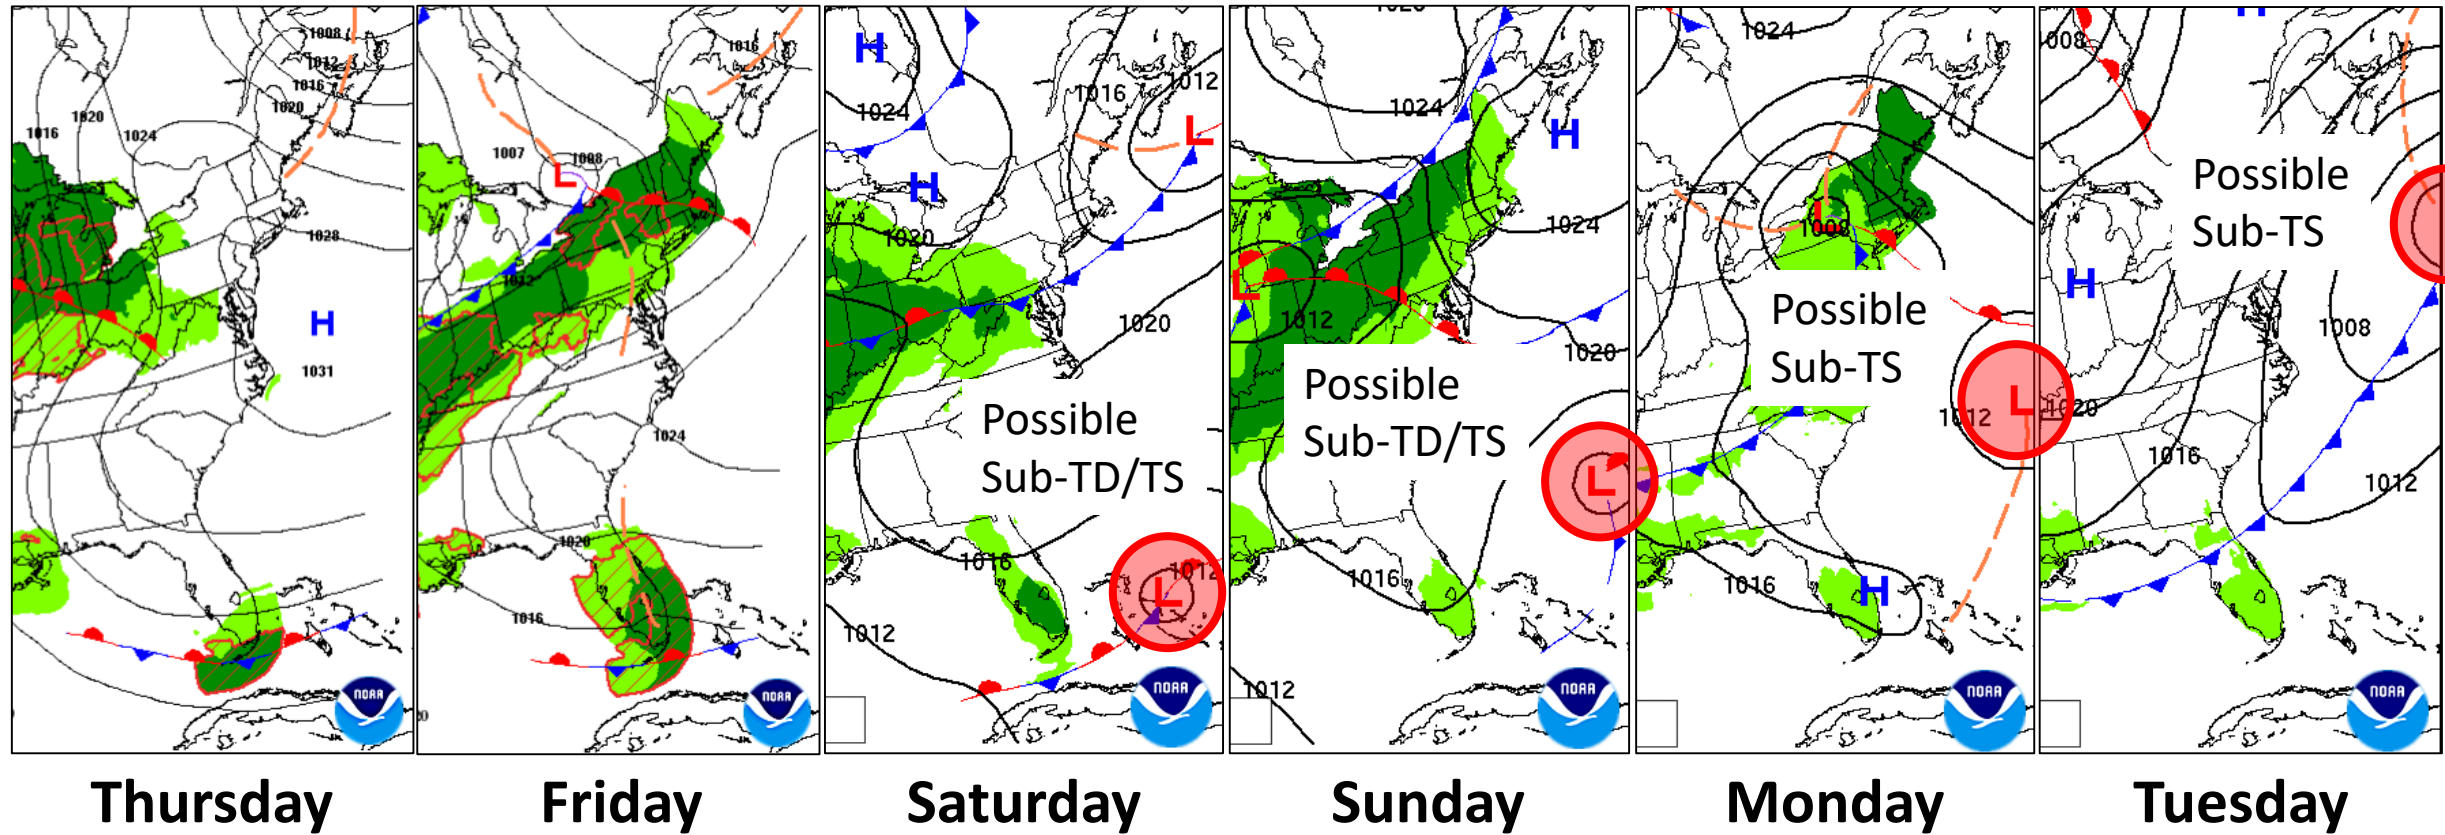 1008
1012
1016
1020
1016
1020
1024
1028
H
1031
NOAA
Thursday
1016
1007
1008
L
1012
1024
1020
1016
NOAA
Friday
H
1024
H
1020
1016
1012
L
1020
Possible
Sub-TD/TS
1016
1012
L
1012
NOAA
Saturday
1024
H
1024
L
1012
1020
Possible
Sub-TD/TS
L
1016
1012
NOAA
Sunday
1024
L
1008
Possible
Sub-TS
L
1012
1016
H
NOAA
Monday
H
1008
Possible
Sub-TS
H
1008
1020
1016
1012
NOAA
Tuesday